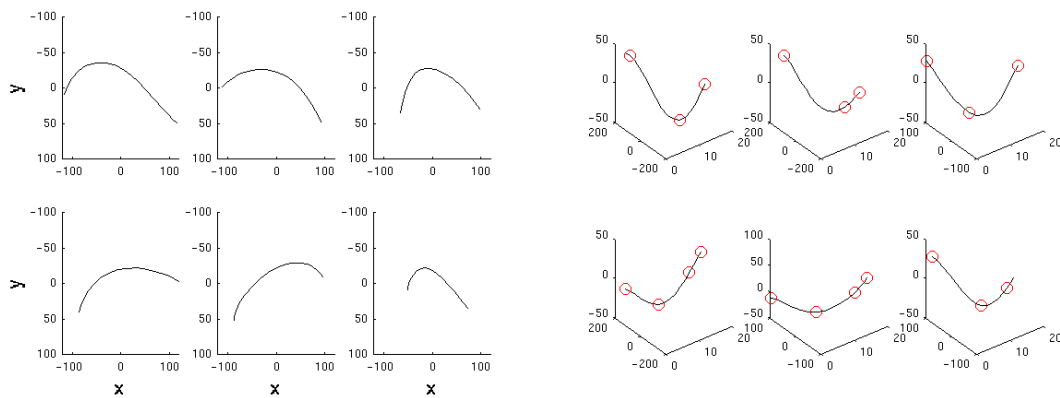 -100 -100 -100
-50 -50 -50 50 50 50
y 0 0 0 0 0 0
50 50 50 -50 -50 -50
200 20 200 20 200 20
100 100 100 0 10 0 10 0 10
-100 0 100 -100 0 100 -100 0 100 -200 0 -200 0 -100 0
-100 -100 -100
-50 -50 -50 50 100 50
50
y 0 0 0 0 0 0
50 50 50 -50 -50 -50
200 20 200 20 200 20
100 100 100 0 10 0 10 0 10
-100 0 100 -100 0 100 -100 0 100 -200 0 -100 0 -100 0
x x x